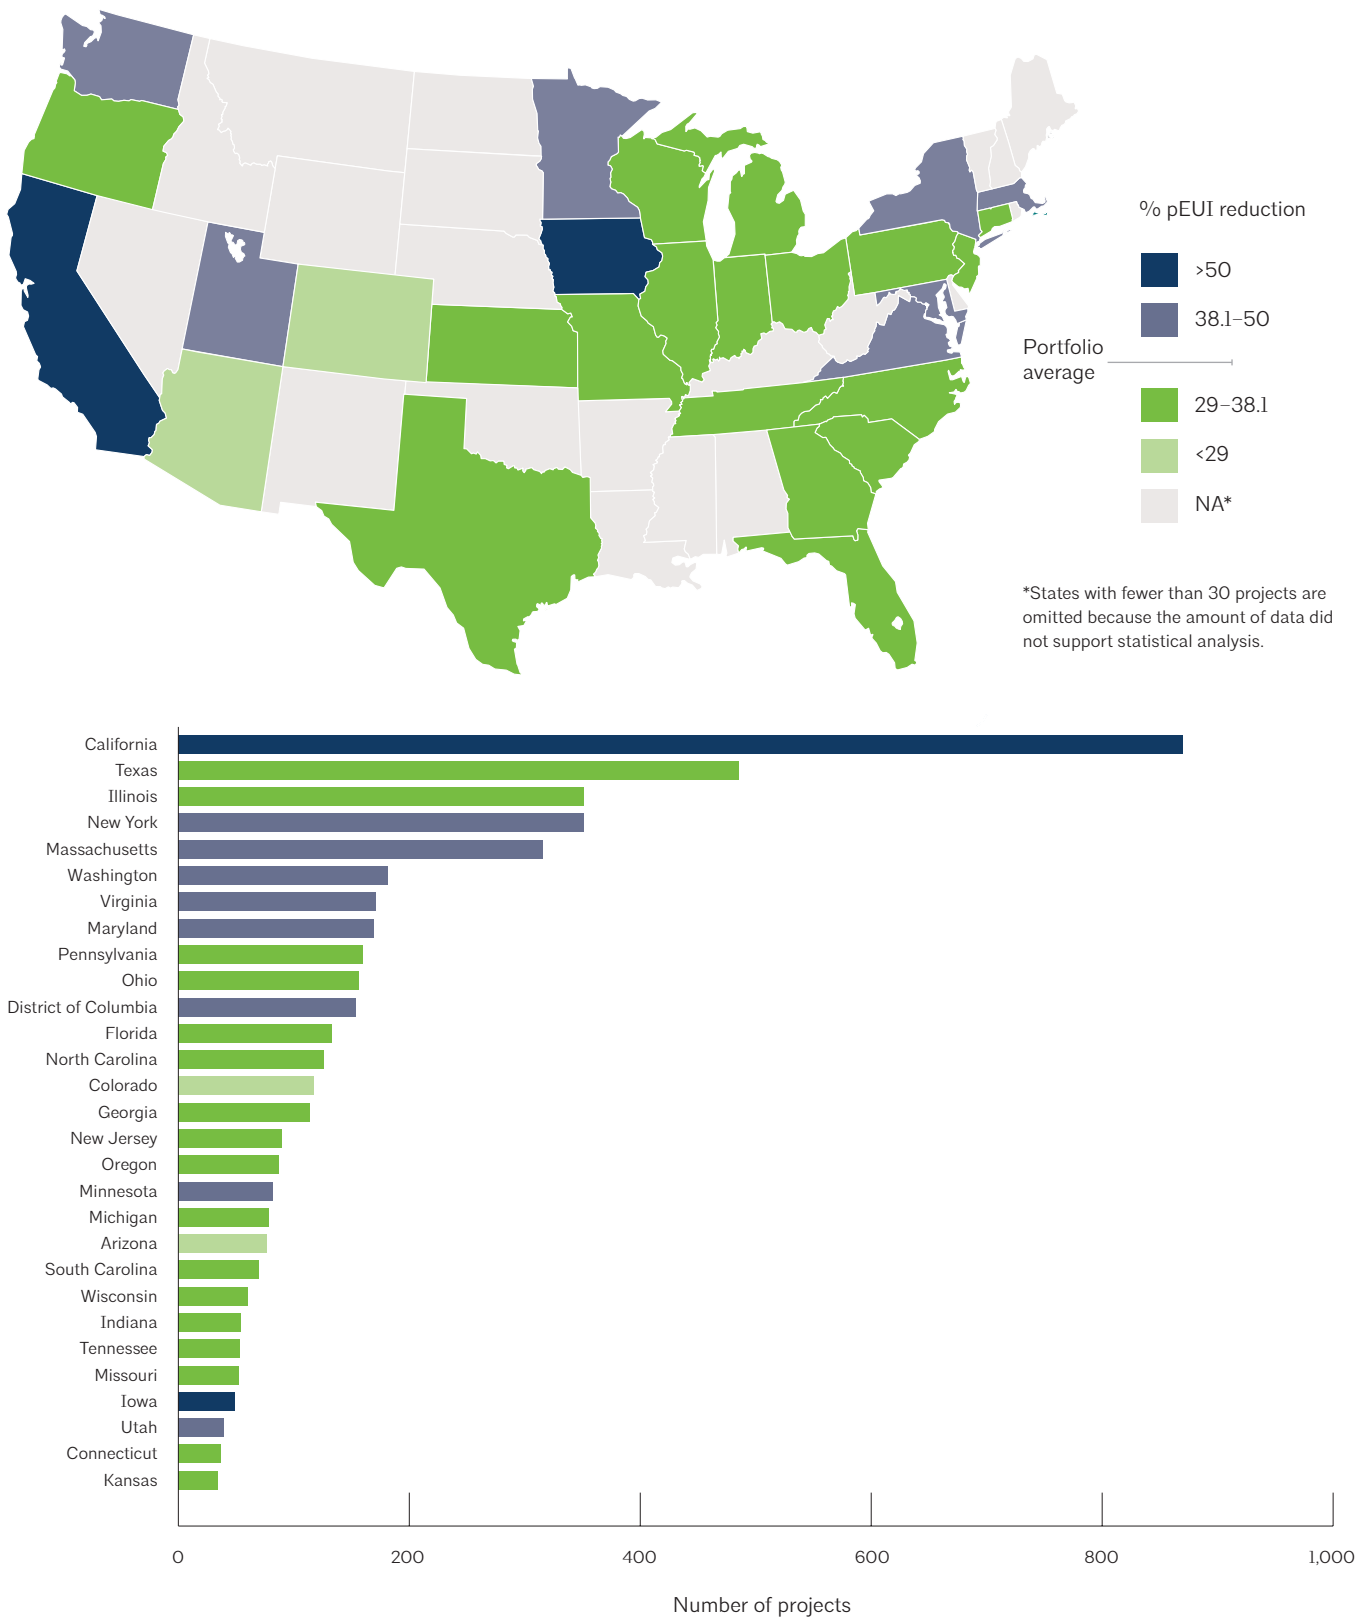 % pEUI reduction
>50
38.1–50
Portfolio
average
29–38.1
<29
NA*
*States with fewer than 30 projects are
omitted because the amount of data did
not support statistical analysis.
California
Texas
Illinois
New York
Massachusetts
Washington
Virginia
Maryland
Pennsylvania
Ohio
District of Columbia
Florida
North Carolina
Colorado
Georgia
New Jersey
Oregon
Minnesota
Michigan
Arizona
South Carolina
Wisconsin
Indiana
Tennessee
Missouri
Iowa
Utah
Connecticut
Kansas
0 200 400 600 800 1,000
Number of projects